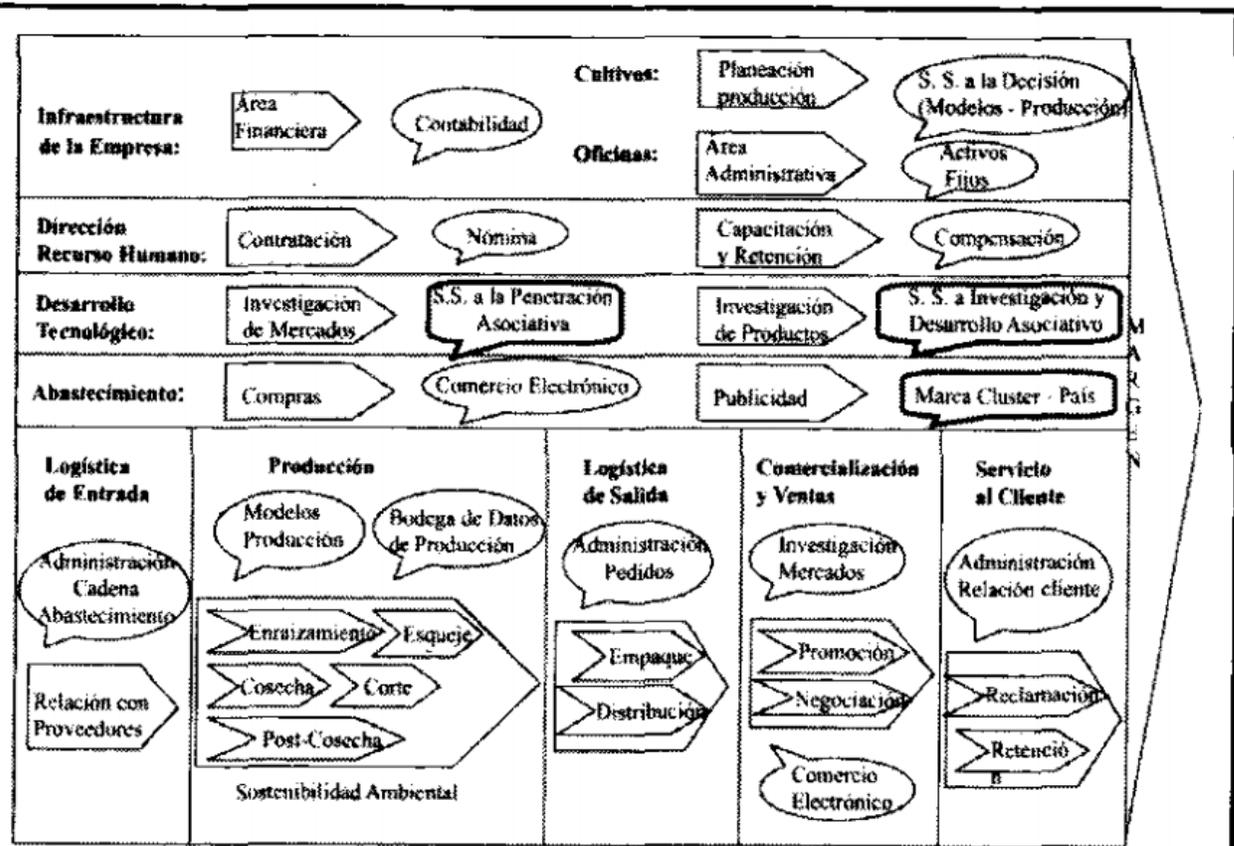 Infraestructura
de la Empresa:
Área
Financiera
Contabilidad
Cultivos:
Planeación
producción
S. S. a la Decisión
(Modelos - Producción)
Oficinas:
Area
Administrativa
Activos
Fijos
Dirección
Recurso Humano:
Contratación
Nómina
Capacitación
y Retención
Compensación
Desarrollo
Tecnológico:
Investigación
de Mercados
S.S. a la Penetración
Asociativa
Investigación
de Productos
S. S. a Investigación y
Desarrollo Asociativo
Abastecimiento:
Compras
Comercio Electrónico
Publicidad
Marca Cluster - País
M
A
R
G
E
N
Logística
de Entrada
Administración
Cadena
Abastecimiento
Relación con
Proveedores
Producción
Modelos
Producción
Bodega de Datos
de Producción
Enraizamiento
Esqueje
Cosecha
Corte
Post-Cosecha
Sostenibilidad Ambiental
Logística
de Salida
Administración
Pedidos
Empaque
Distribución
Comercialización
y Ventas
Investigación
Mercados
Promoción
Negociación
Comercio
Electrónico
Servicio
al Cliente
Administración
Relación cliente
Reclamación
Retenció
n